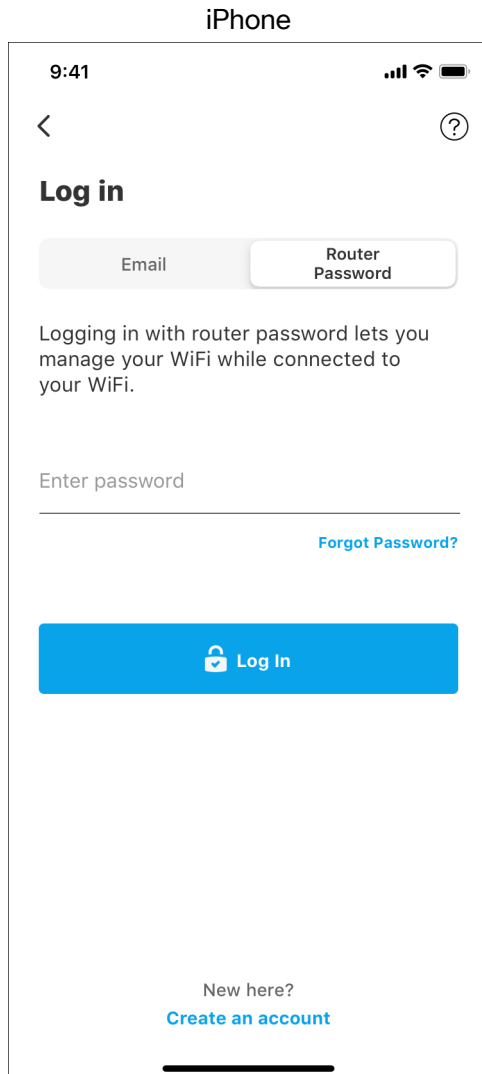 iPhone
9:41
?
Log in
Email
Router
Password
Logging in with router password lets you
manage your WiFi while connected to
your WiFi.
Enter password
Forgot Password?
Log In
New here?
Create an account